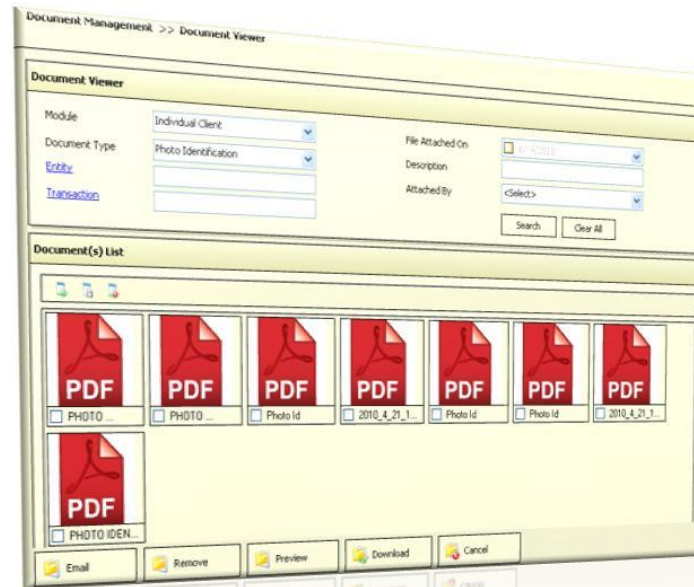 Document Management >> Document Viewer
Document Viewer
Module Individual Client
Document Type Photo Identification
Entity
Transaction
File Attached On
Description
Attached By <Select>
Search Clear All
Document(s) List
PDF PDF PDF PDF PDF PDF PDF
PHOTO ... PHOTO ... Photo Id 2010_4_21_1... Photo Id Photo Id 2010_4_21_1...
PDF
PHOTO IDEN...
Email Remove Preview Download Cancel